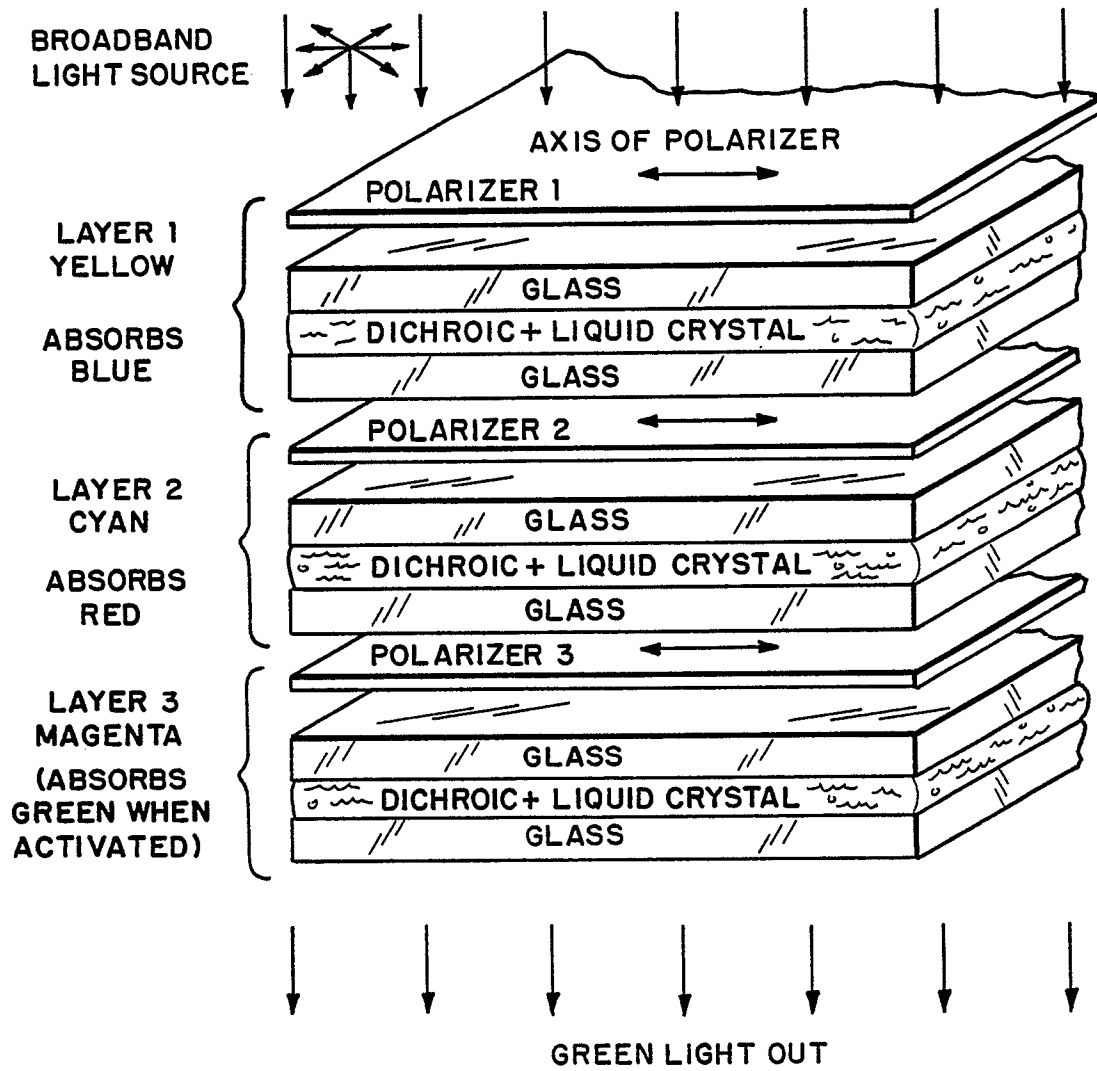 BROADBAND
LIGHT SOURCE
AXIS OF POLARIZER
POLARIZER 1
LAYER 1
YELLOW
ABSORBS
BLUE
GLASS
DICHROIC + LIQUID CRYSTAL
GLASS
POLARIZER 2
LAYER 2
CYAN
ABSORBS
RED
GLASS
DICHROIC + LIQUID CRYSTAL
GLASS
POLARIZER 3
LAYER 3
MAGENTA
(ABSORBS
GREEN WHEN
ACTIVATED)
GLASS
DICHROIC + LIQUID CRYSTAL
GLASS
GREEN LIGHT OUT